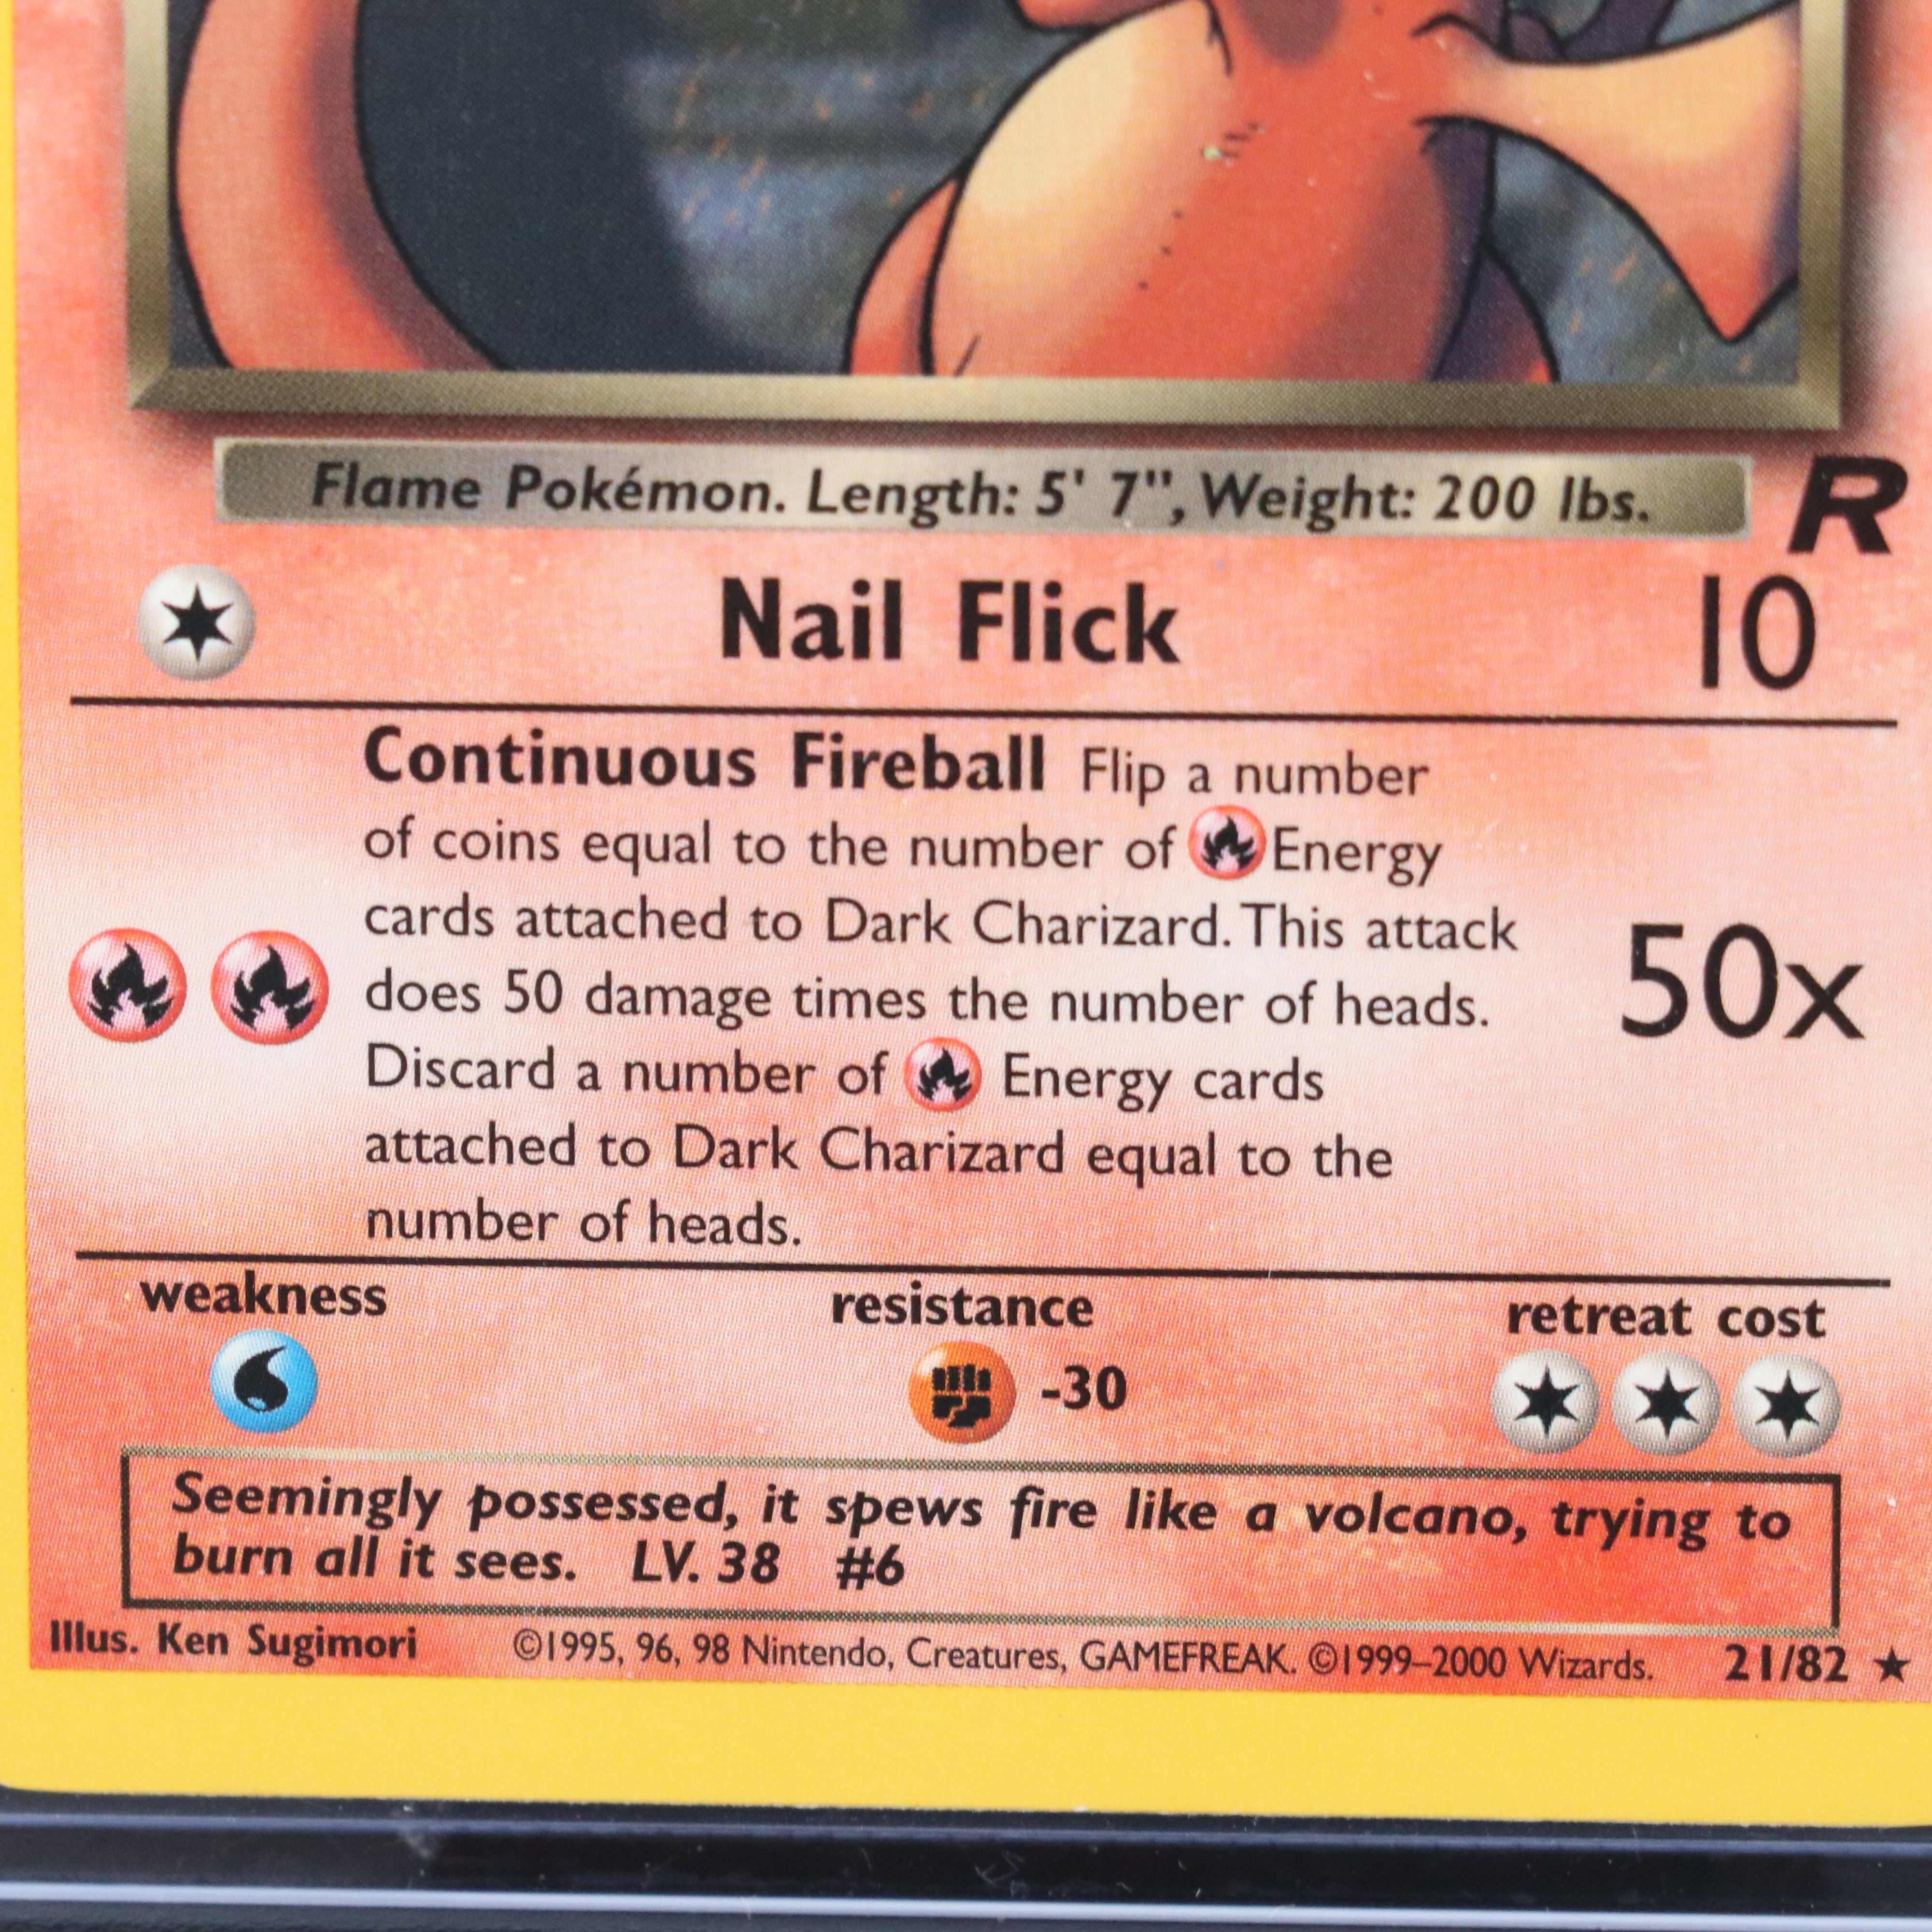 Flame Pokémon. Length: 5' 7", Weight: 200 lbs.
R
Nail Flick 10
Continuous Fireball Flip a number
of coins equal to the number of Energy
cards attached to Dark Charizard. This attack
does 50 damage times the number of heads.
50x
Discard a number of Energy cards
attached to Dark Charizard equal to the
number of heads.
weakness resistance retreat cost
-30
Seemingly possessed, it spews fire like a volcano, trying to
burn all it sees. LV. 38 #6
Illus. Ken Sugimori ©1995, 96, 98 Nintendo, Creatures, GAMEFREAK. ©1999–2000 Wizards. 21/82 ★